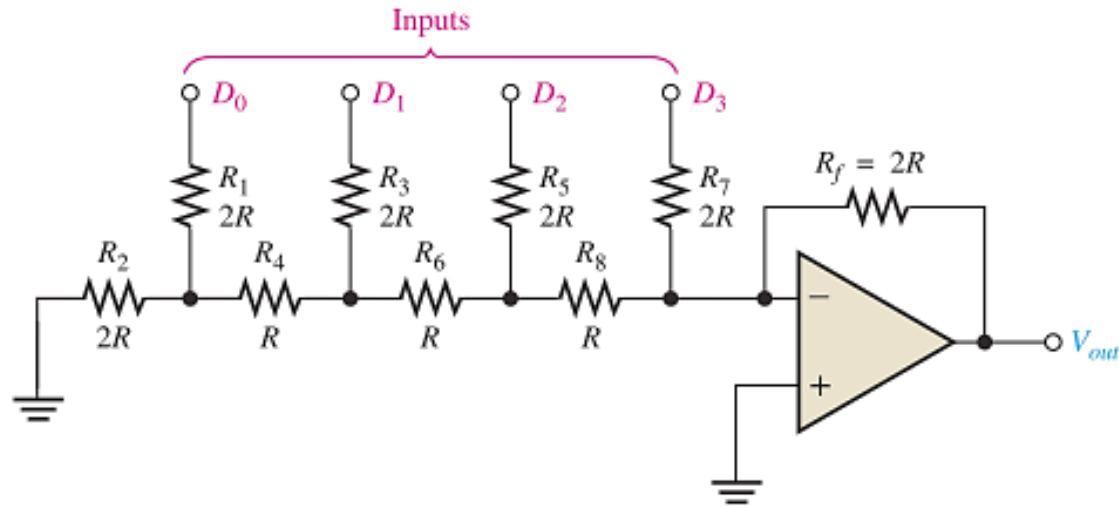 Inputs
D0 D1 D2 D3
R1 R3 R5 R7 Rf = 2R
2R 2R 2R 2R
R2 R4 R6 R8
2R R R R
−
+
Vout